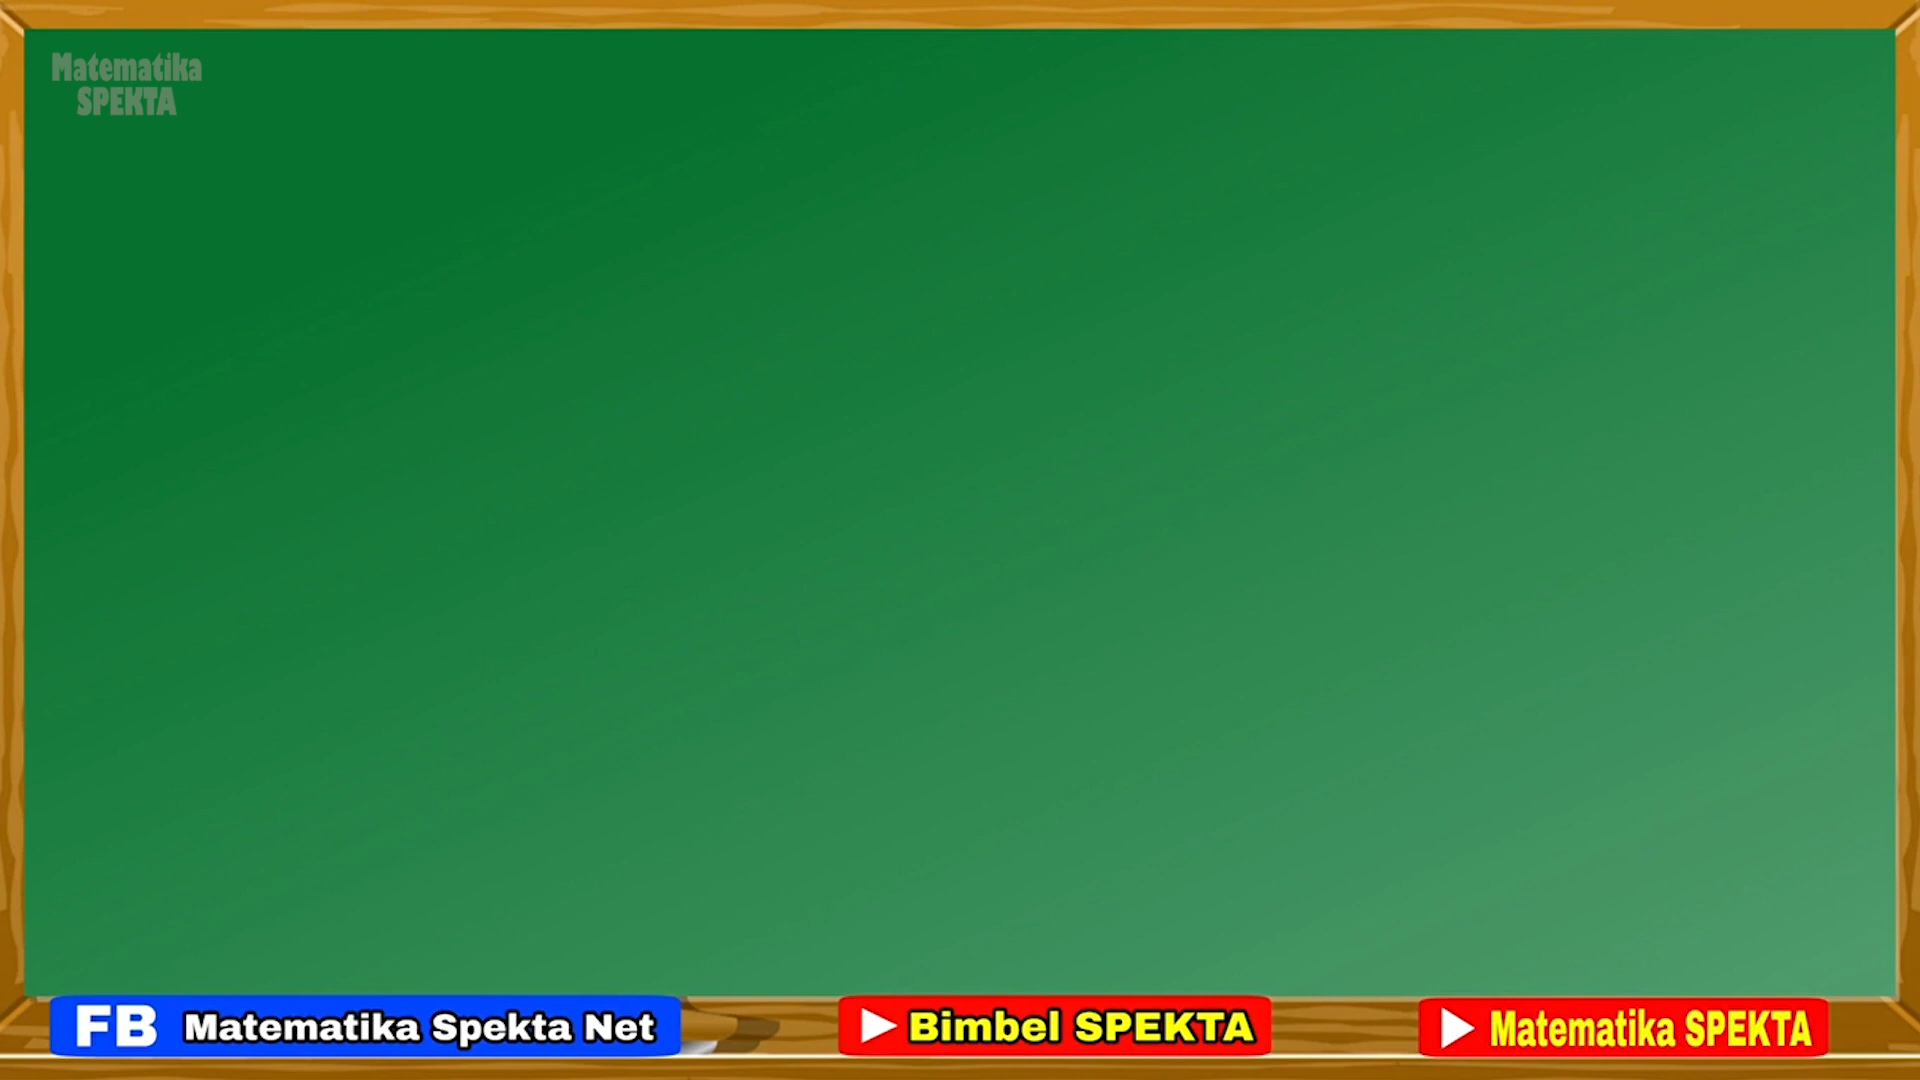 Matematika
SPEKTA
FB Matematika Spekta Net
Bimbel SPEKTA
Matematika SPEKTA